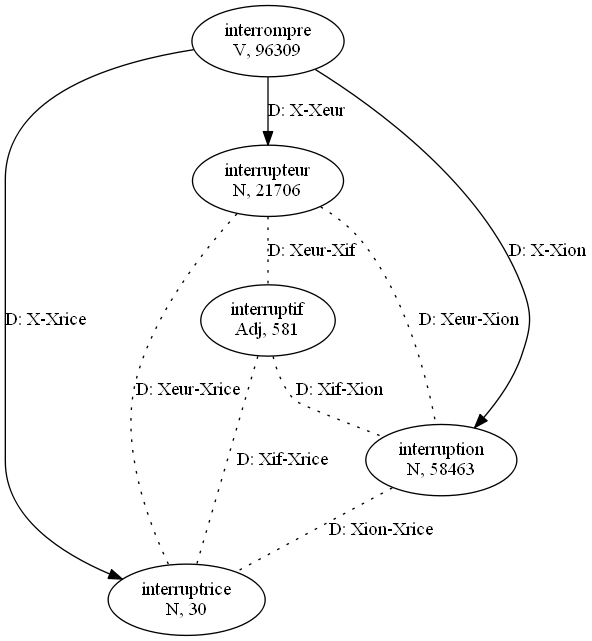 interrompre
V, 96309
D: X-Xeur
interrupteur
N, 21706
D: Xeur-Xif
D: X-Xion
interruptif
Adj, 581
D: X-Xrice
D: Xeur-Xion
D: Xeur-Xrice
D: Xif-Xion
interruption
N, 58463
D: Xif-Xrice
D: Xion-Xrice
interruptrice
N, 30